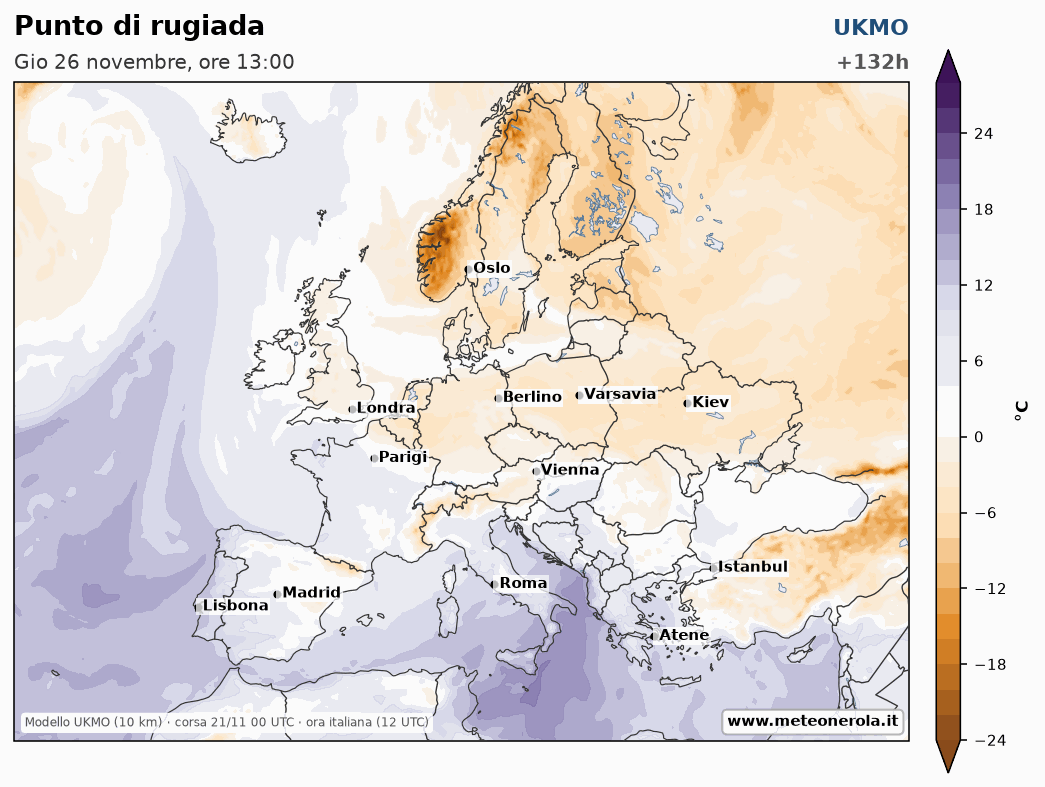 Punto di rugiada
UKMO
Gio 26 novembre, ore 13:00
+132h
24
18
12
6
0
−6
−12
−18
−24
°C
Oslo
Berlino
Varsavia
Kiev
Londra
Parigi
Vienna
Istanbul
Roma
Madrid
Lisbona
Atene
Modello UKMO (10 km) · corsa 21/11 00 UTC · ora italiana (12 UTC)
www.meteonerola.it